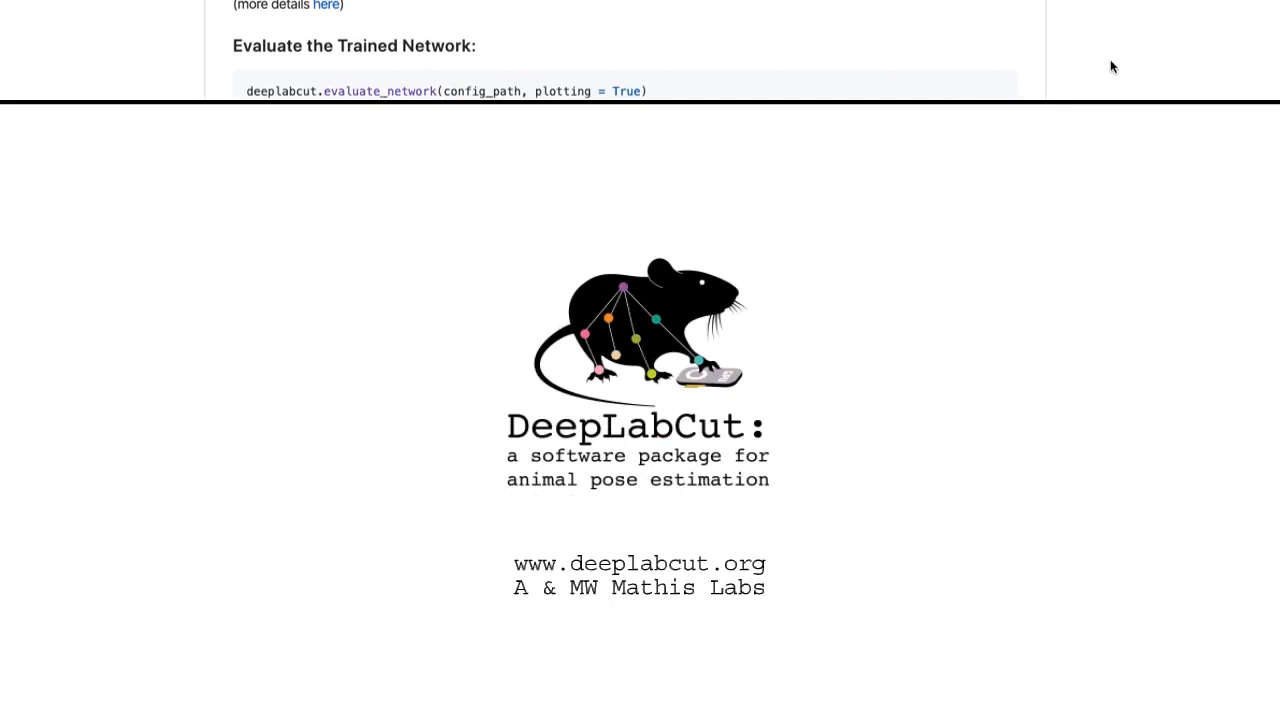 (more details here)
Evaluate the Trained Network:
deeplabcut.evaluate_network(config_path, plotting = True)
DeepLabCut:
a software package for
animal pose estimation
www.deeplabcut.org
A & MW Mathis Labs